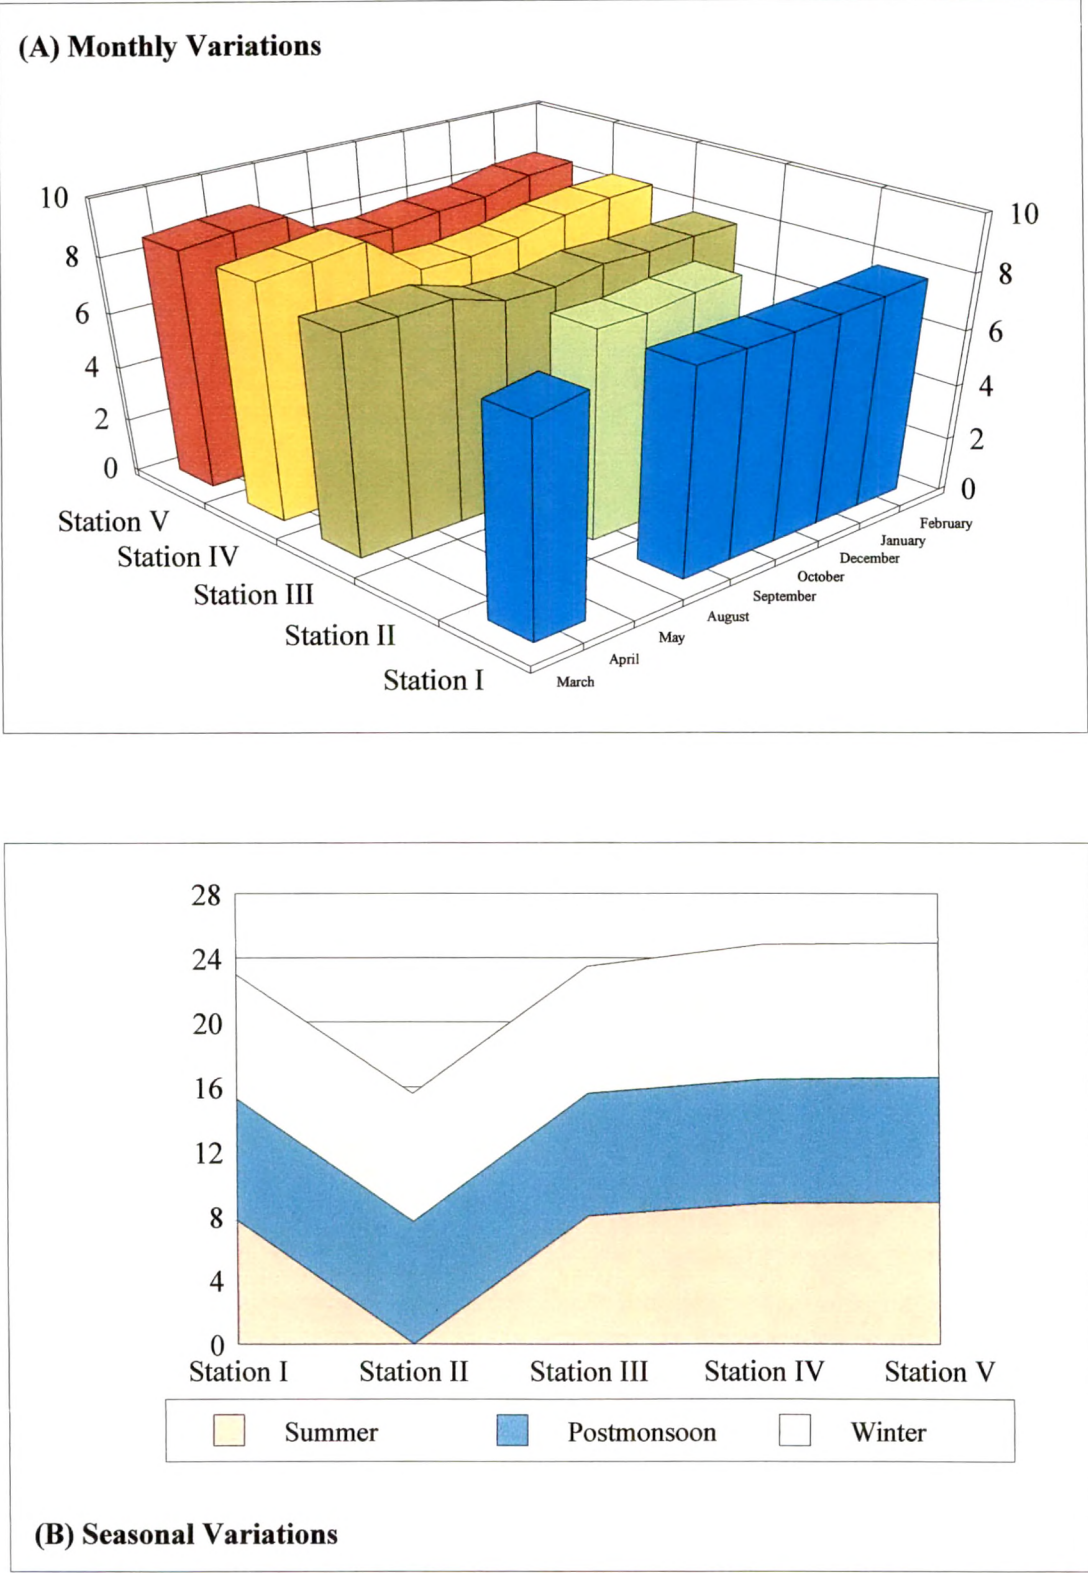 (A) Monthly Variations
10
8
6
4
2
0
10
8
6
4
2
0
Station V
Station IV
Station III
Station II
Station I
February
January
December
October
September
August
May
April
March
28
24
20
16
12
8
4
0
Station I Station II Station III Station IV Station V
Summer Postmonsoon Winter
(B) Seasonal Variations